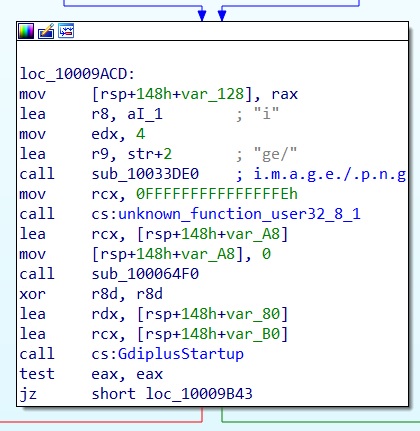 loc_10009ACD:
mov [rsp+148h+var_128], rax
lea r8, aI_1 ; "i"
mov edx, 4
lea r9, str+2 ; "ge/"
call sub_10033DE0 ; i.m.a.g.e./.p.n.g
mov rcx, 0FFFFFFFFFFFFFFFEh
call cs:unknown_function_user32_8_1
lea rcx, [rsp+148h+var_A8]
mov [rsp+148h+var_A8], 0
call sub_100064F0
xor r8d, r8d
lea rdx, [rsp+148h+var_80]
lea rcx, [rsp+148h+var_B0]
call cs:GdiplusStartup
test eax, eax
jz short loc_10009B43